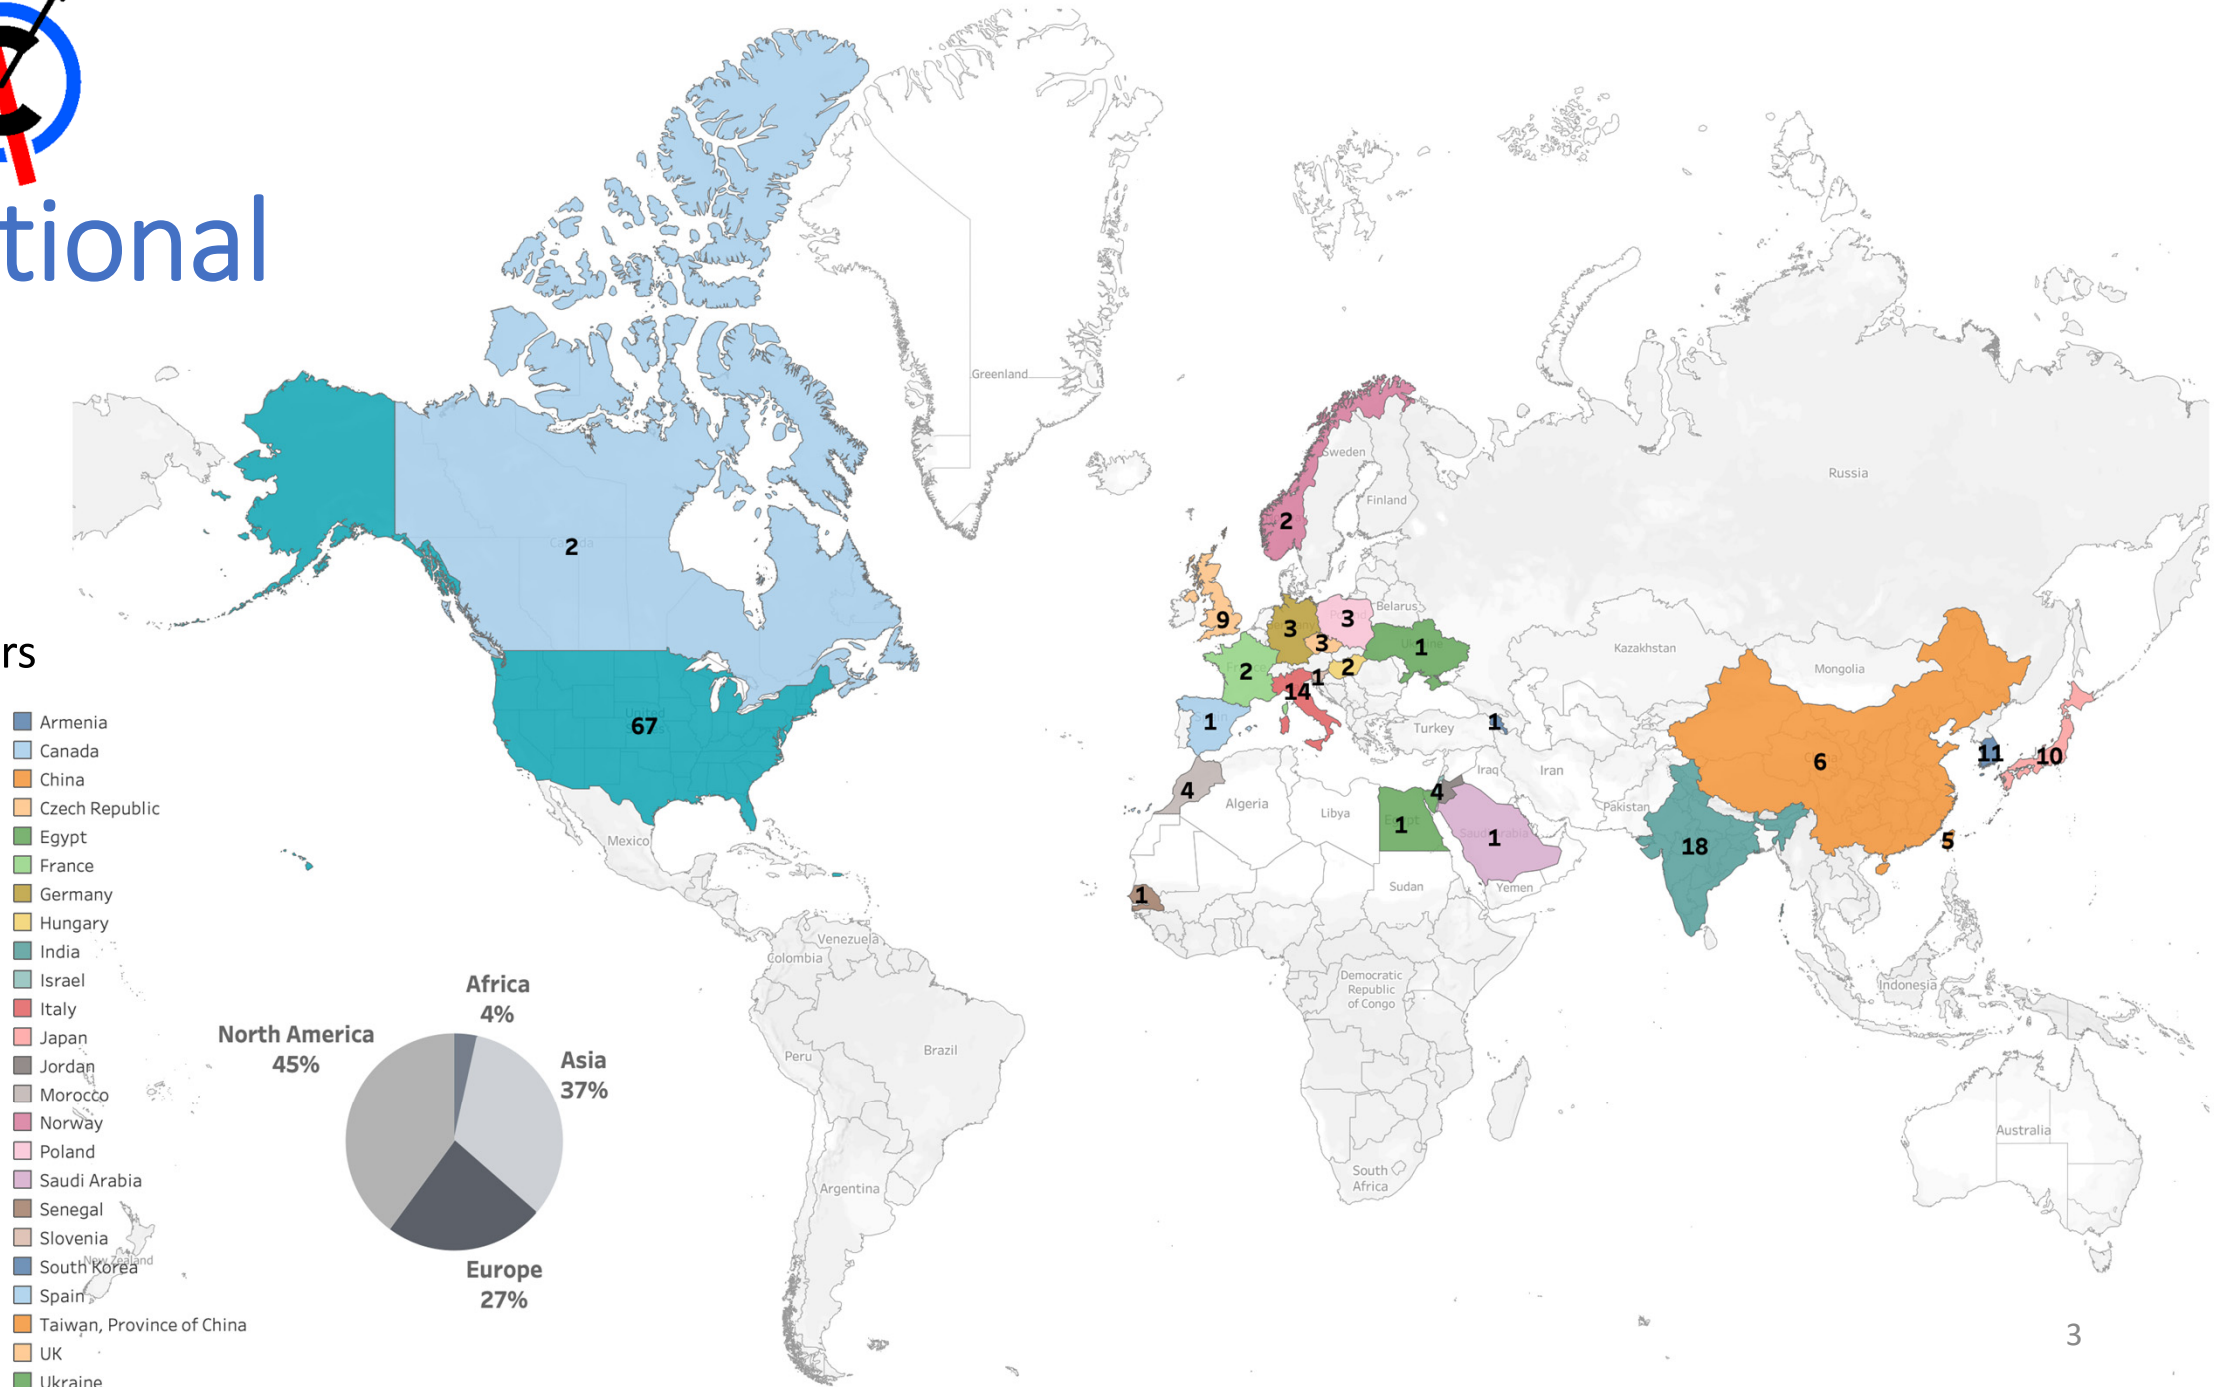 tional
rs
Armenia
Canada
China
Czech Republic
Egypt
France
Germany
Hungary
India
Israel
Italy
Japan
Jordan
Morocco
Norway
Poland
Saudi Arabia
Senegal
Slovenia
South Korea
Spain
Taiwan, Province of China
UK
Ukraine
New Zealand
Africa
4%
North America
45%
Asia
37%
Europe
27%
Greenland
Canada
2
United
67
Mexico
Venezuela
Colombia
Peru
Brazil
Argentina
Sweden
Finland
Russia
2
9
3
3
Belarus
3
1
2
2
1
14
1
1
Turkey
Kazakhstan
Mongolia
6
11
10
4
Algeria
Libya
Egypt
1
4
Iraq
Iran
Pakistan
Saudi Arabia
1
18
5
1
Sudan
Yemen
Democratic
Republic
of Congo
Indonesia
South
Africa
Australia
3